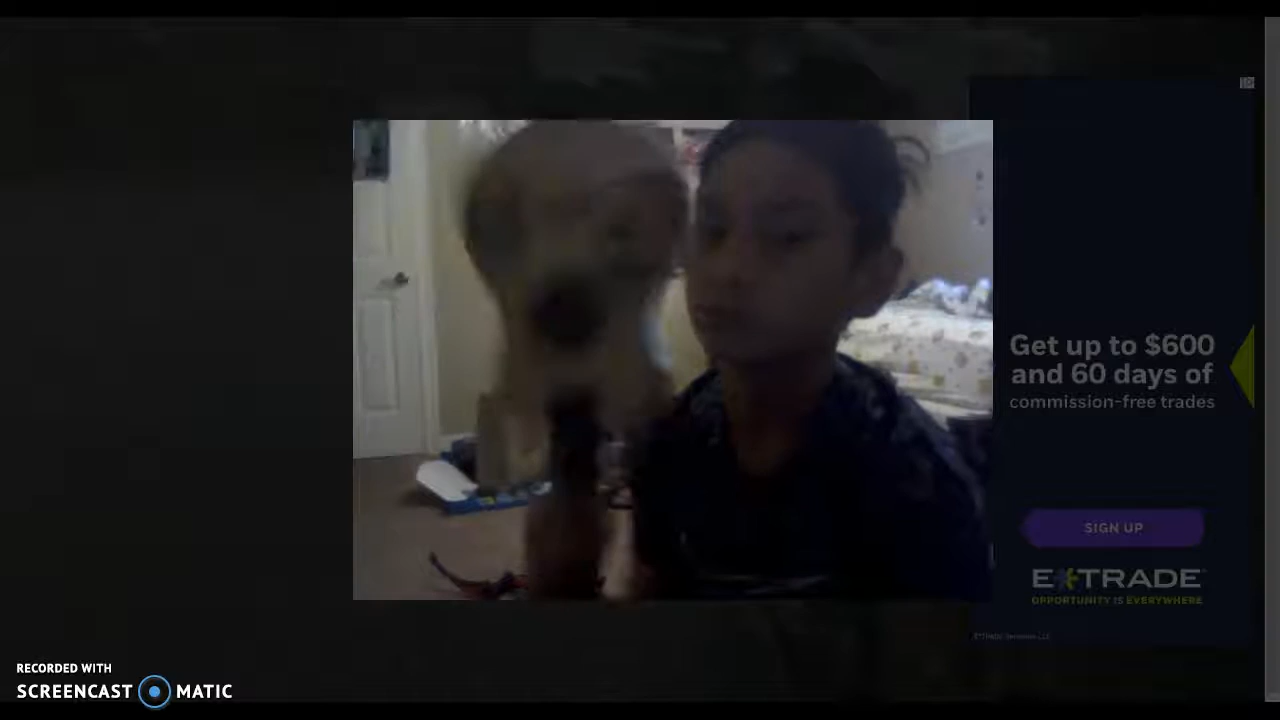 Get up to $600
and 60 days of
commission-free trades
SIGN UP
E*TRADE
OPPORTUNITY IS EVERYWHERE
RECORDED WITH
SCREENCAST MATIC